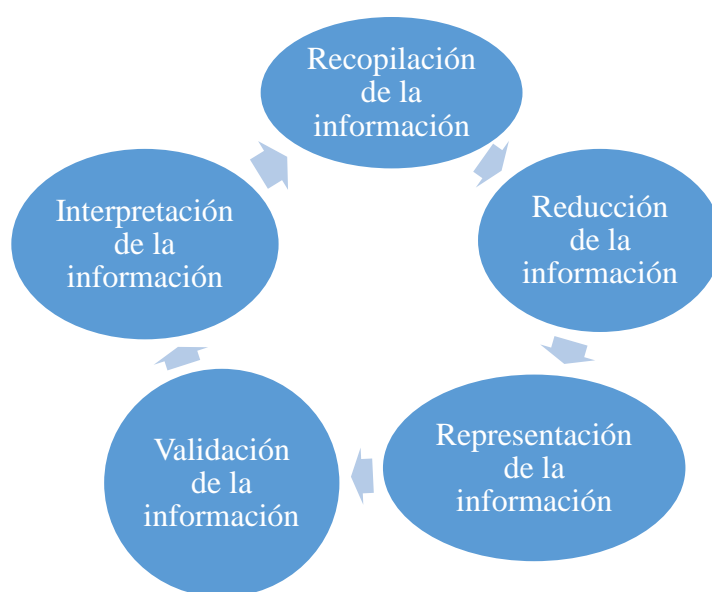 Recopilación
de la
información
Reducción
de la
información
Representación
de la
información
Validación
de la
información
Interpretación
de la
información